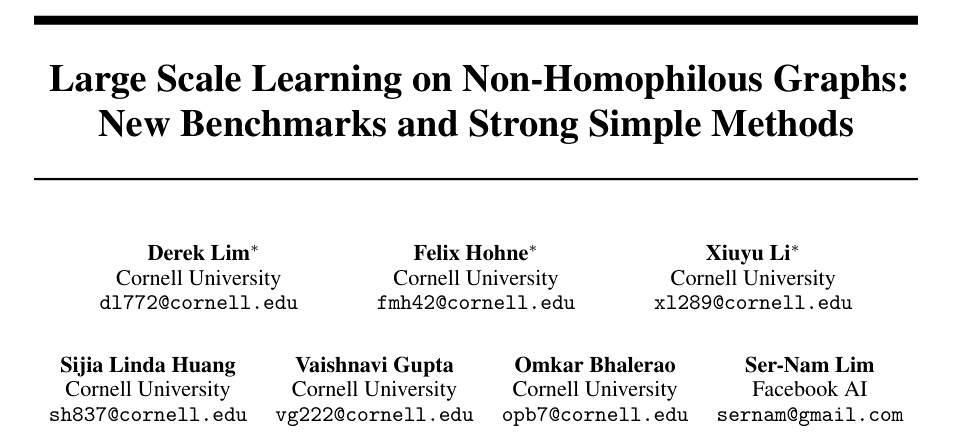 Large Scale Learning on Non-Homophilous Graphs:
New Benchmarks and Strong Simple Methods
Derek Lim* Felix Hohne* Xiuyu Li*
Cornell University Cornell University Cornell University
dl772@cornell.edu fmh42@cornell.edu xl289@cornell.edu
Sijia Linda Huang Vaishnavi Gupta Omkar Bhalerao Ser-Nam Lim
Cornell University Cornell University Cornell University Facebook AI
sh837@cornell.edu vg222@cornell.edu opb7@cornell.edu sernam@gmail.com